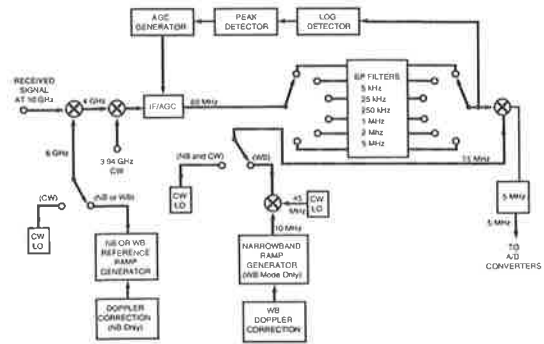 AGC
GENERATOR
PEAK
DETECTOR
LOG
DETECTOR
RECEIVED
SIGNAL
AT 10 GHz
4 GHz
IF/AGC
60 MHz
BP FILTERS
5 kHz
25 kHz
250 kHz
1 MHz
2 MHz
5 MHz
3.94 GHz
CW
6 GHz
(NB and CW)
(WB)
75 MHz
(CW)
(NB or WB)
CW
LO
CW
LO
45
MHz
CW
LO
10 MHz
5 MHz
5 MHz
TO
A/D
CONVERTERS
NB OR WB
REFERENCE
RAMP
GENERATOR
NARROWBAND
RAMP
GENERATOR
(WB Mode Only)
DOPPLER
CORRECTION
(NB Only)
WB
DOPPLER
CORRECTION